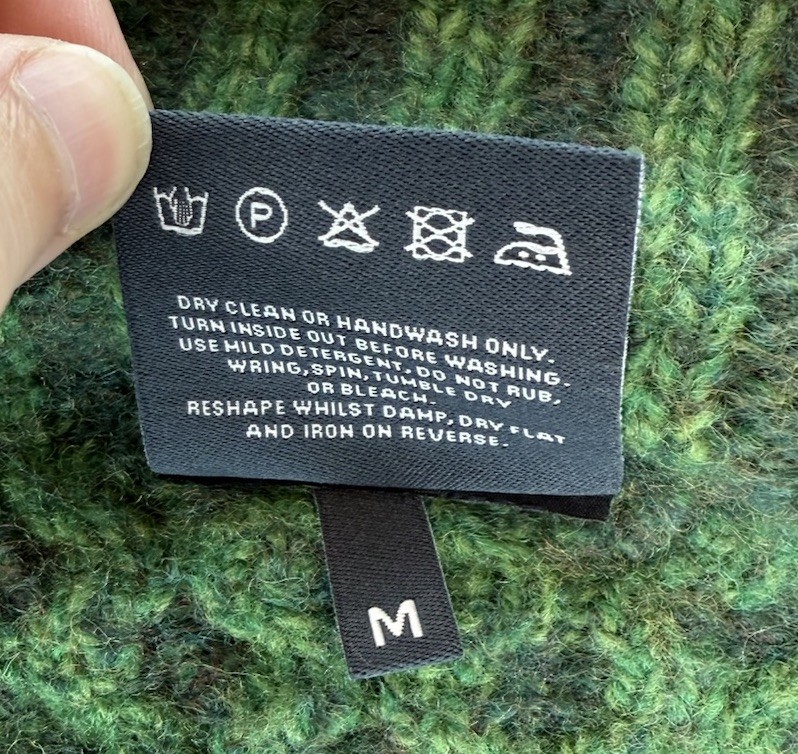 P
DRY CLEAN OR HANDWASH ONLY.
TURN INSIDE OUT BEFORE WASHING.
USE MILD DETERGENT. DO NOT RUB,
WRING, SPIN, TUMBLE DRY
OR BLEACH.
RESHAPE WHILST DAMP, DRY FLAT
AND IRON ON REVERSE.
M